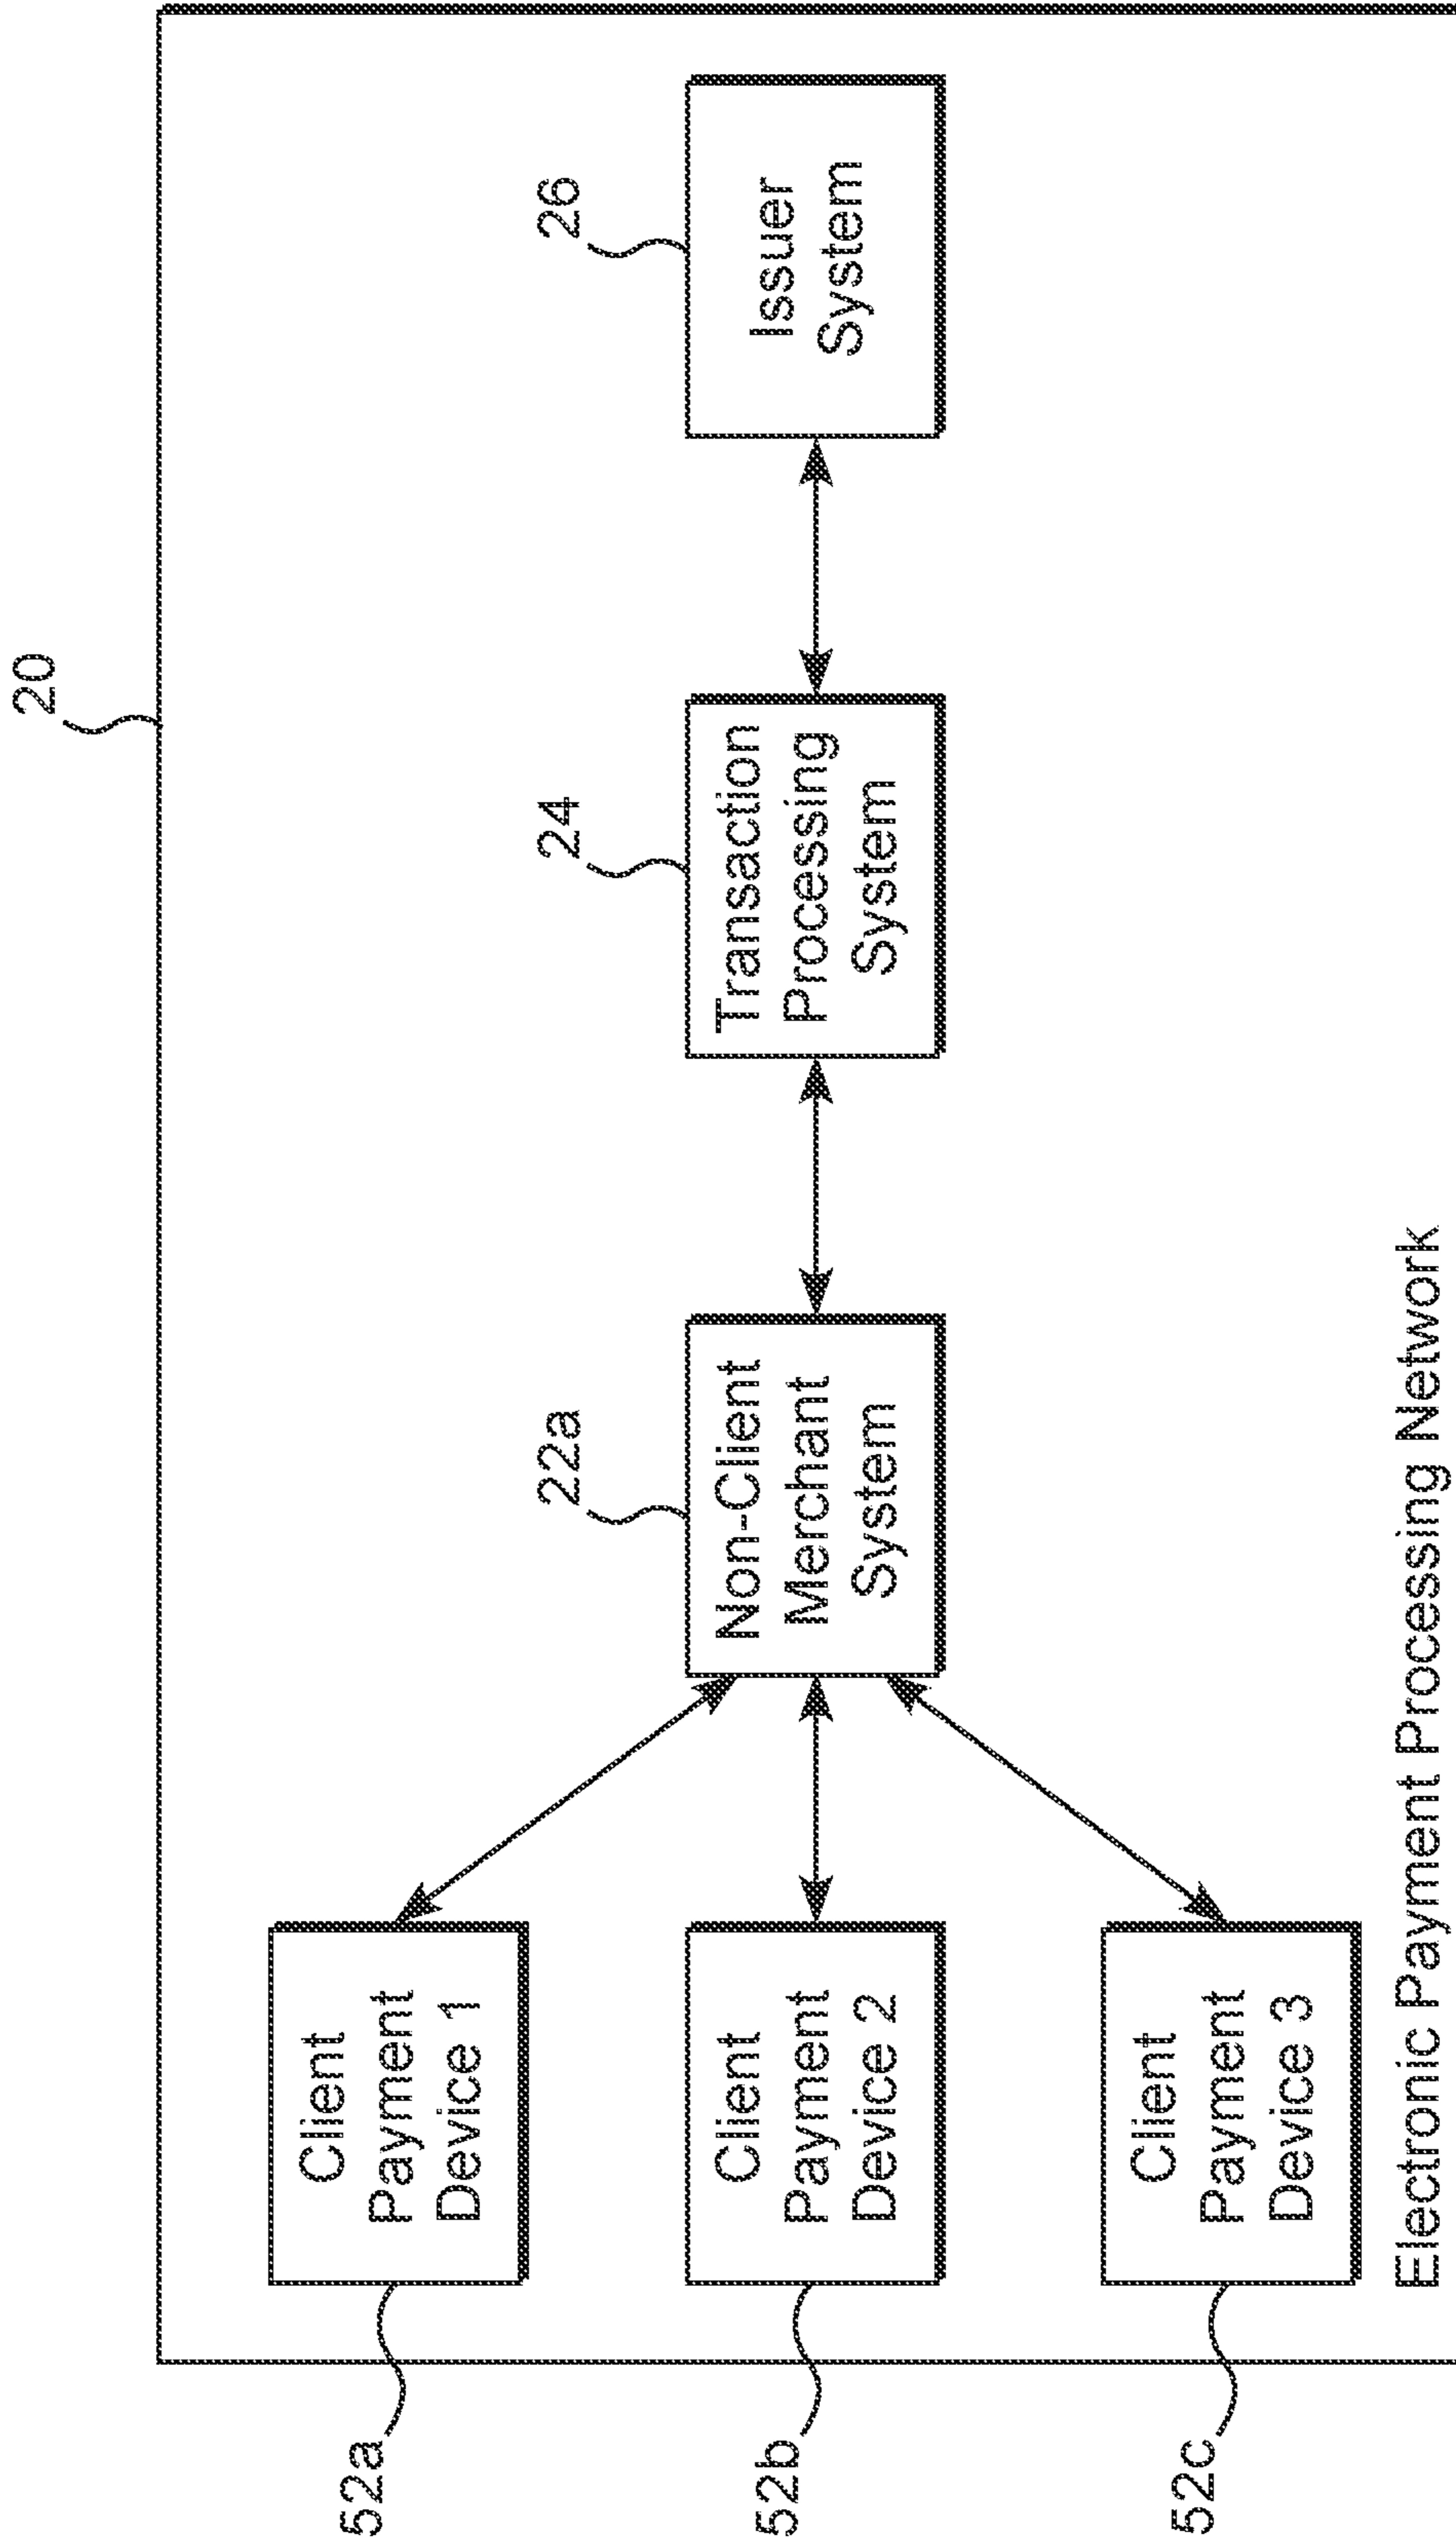 20
52a
Client
Payment
Device 1
52b
Client
Payment
Device 2
52c
Client
Payment
Device 3
22a
Non-Client
Merchant
System
24
Transaction
Processing
System
26
Issuer
System
Electronic Payment Processing Network